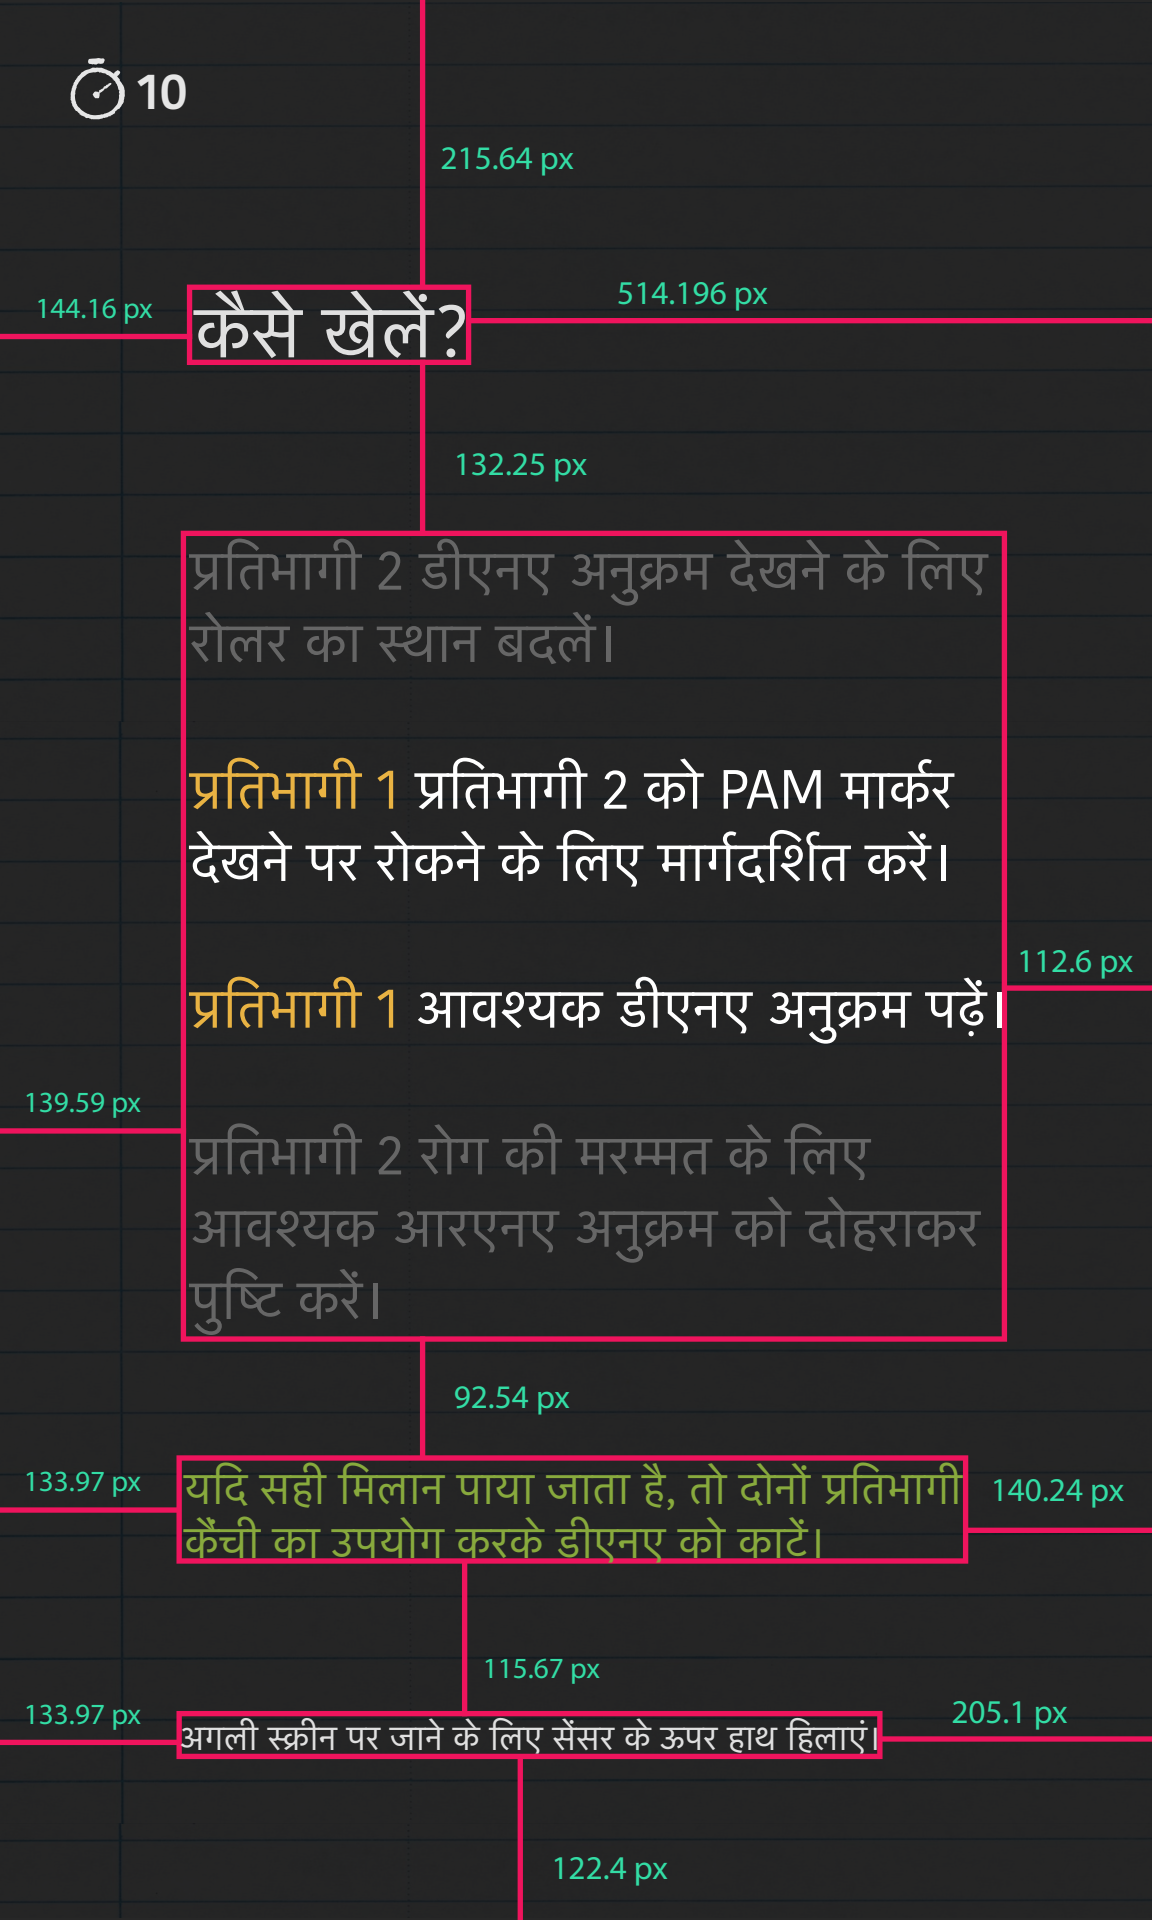 10
215.64 px
144.16 px
514.196 px
कैसे खेलें?
132.25 px
प्रतिभागी 2 डीएनए अनुक्रम देखने के लिए
रोलर का स्थान बदलें।
प्रतिभागी 1 प्रतिभागी 2 को PAM मार्कर
देखने पर रोकने के लिए मार्गदर्शित करें।
112.6 px
प्रतिभागी 1 आवश्यक डीएनए अनुक्रम पढ़ें।
139.59 px
प्रतिभागी 2 रोग की मरम्मत के लिए
आवश्यक आरएनए अनुक्रम को दोहराकर
पुष्टि करें।
92.54 px
133.97 px
यदि सही मिलान पाया जाता है, तो दोनों प्रतिभागी
कैंची का उपयोग करके डीएनए को काटें।
140.24 px
115.67 px
133.97 px
205.1 px
अगली स्क्रीन पर जाने के लिए सेंसर के ऊपर हाथ हिलाएं।
122.4 px